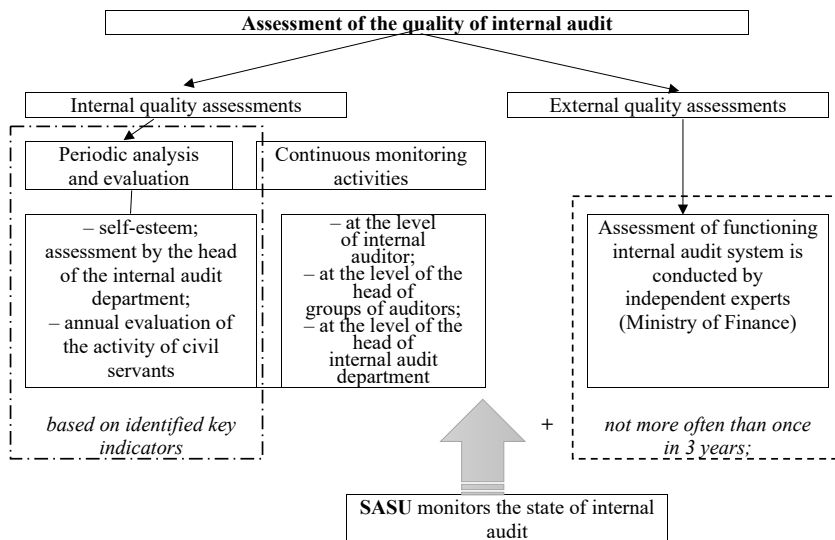 Assessment of the quality of internal audit
Internal quality assessments
External quality assessments
Periodic analysis
and evaluation
Continuous monitoring
activities
– self-esteem;
assessment by the head
of the internal audit
department;
– annual evaluation of
the activity of civil
servants
– at the level
of internal
auditor;
– at the level of the
head of
groups of auditors;
– at the level of the
head of
internal audit
department
Assessment of functioning
internal audit system is
conducted by
independent experts
(Ministry of Finance)
based on identified key
indicators
+
not more often than once
in 3 years;
SASU monitors the state of internal
audit